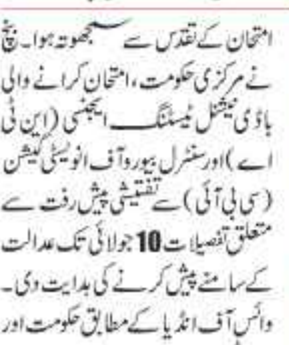 امتحان کے تقدس سے سمجھوتہ ہوا۔ بنچ
نے مرکزی حکومت، امتحان کرانے والی
باڈی نیشنل ٹیسٹنگ ایجنسی (این ٹی
اے) اور سنٹرل بیورو آف انویسٹی گیشن
(سی بی آئی) سے تفتیشی پیش رفت سے
متعلق تفصیلات 10 جولائی تک عدالت
کے سامنے پیش کرنے کی ہدایت دی۔
وائس آف انڈیا کے مطابق حکومت اور